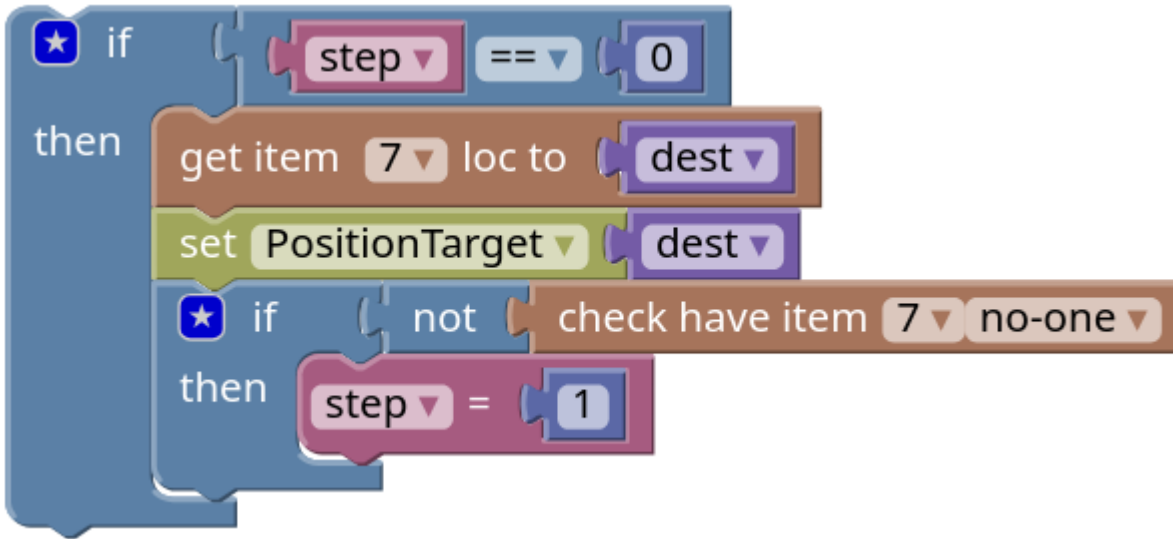 if step == 0
then
get item 7 loc to dest
set PositionTarget dest
if not check have item 7 no-one
then step = 1